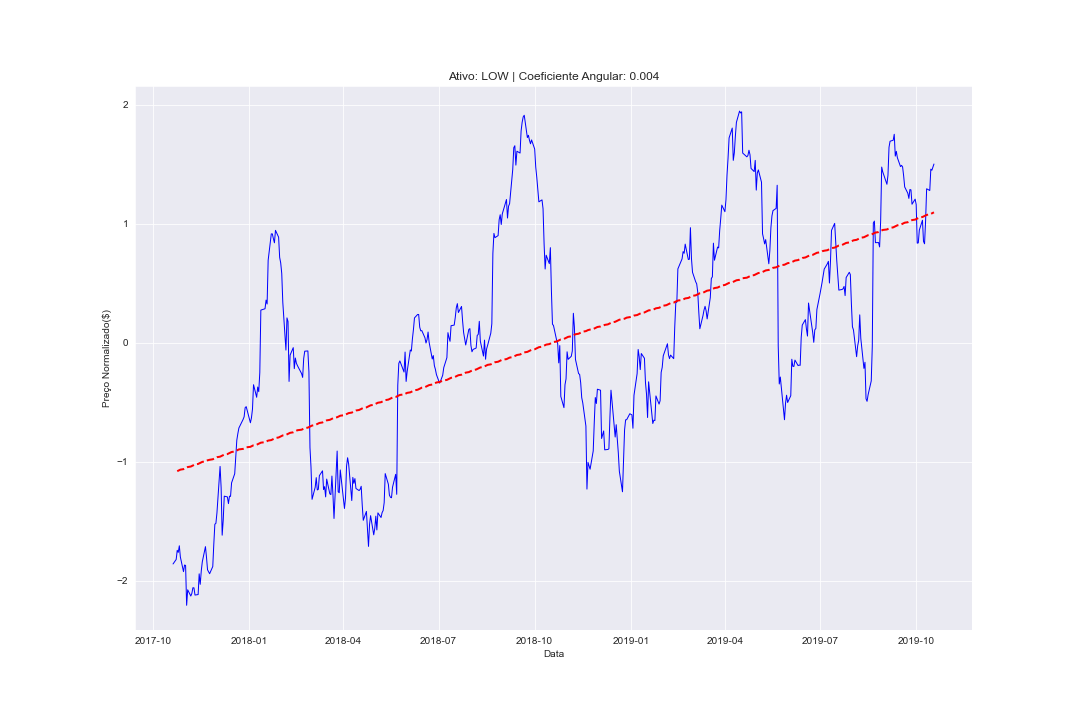 Ativo: LOW | Coeficiente Angular: 0.004
Preço Normalizado($)
2
1
0
−1
−2
2017-10 2018-01 2018-04 2018-07 2018-10 2019-01 2019-04 2019-07 2019-10
Data